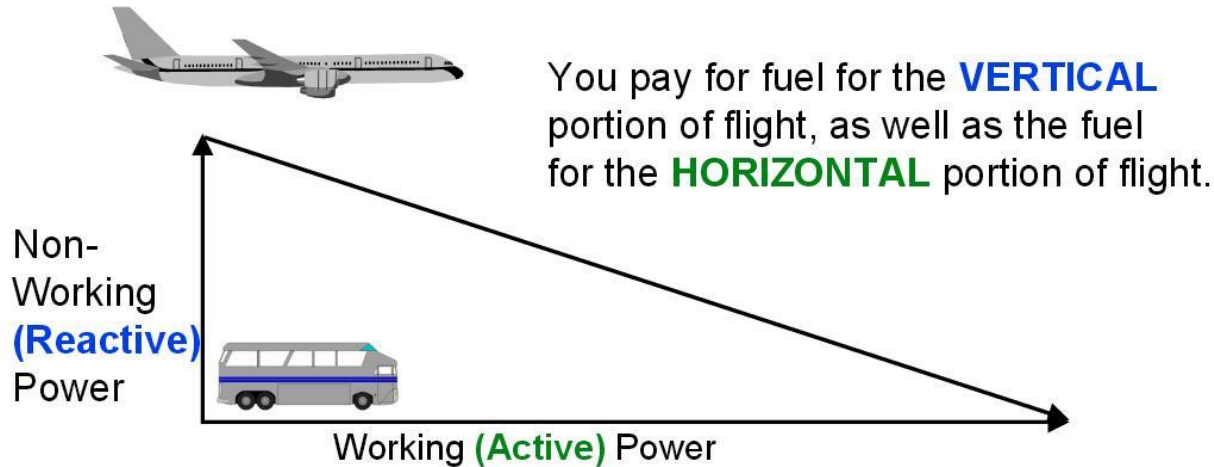 You pay for fuel for the VERTICAL
portion of flight, as well as the fuel
for the HORIZONTAL portion of flight.
Non-
Working
(Reactive)
Power
Working (Active) Power